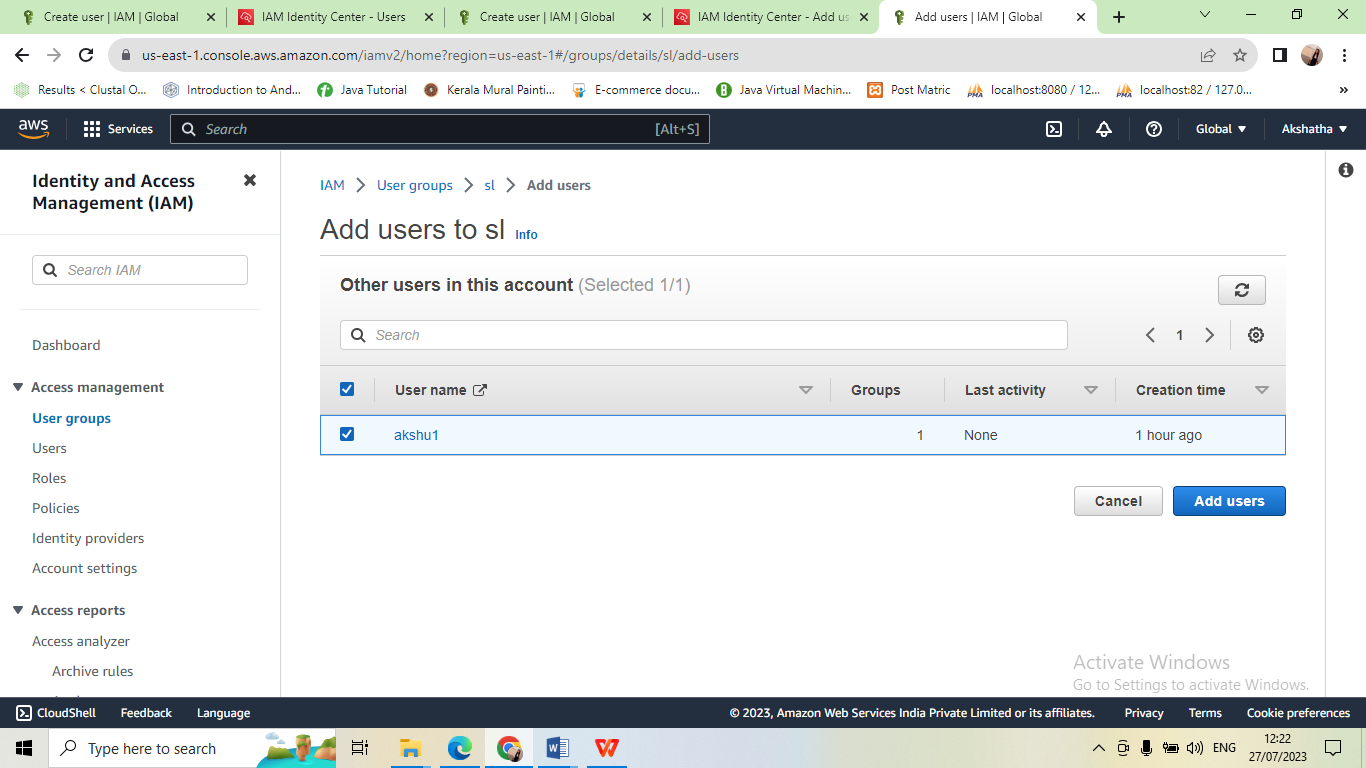 Create user | IAM | Global
IAM Identity Center - Users
Create user | IAM | Global
IAM Identity Center - Add us
Add users | IAM | Global
us-east-1.console.aws.amazon.com/iamv2/home?region=us-east-1#/groups/details/sl/add-users
Results < Clustal O...
Introduction to And...
Java Tutorial
Kerala Mural Painti...
E-commerce docu...
Java Virtual Machin...
Post Matric
localhost:8080 / 12...
localhost:82 / 127.0...
aws
Services
Search
[Alt+S]
Global
Akshatha
Identity and Access
Management (IAM)
Search IAM
Dashboard
Access management
User groups
Users
Roles
Policies
Identity providers
Account settings
Access reports
Access analyzer
Archive rules
IAM > User groups > sl > Add users
Add users to sl Info
Other users in this account (Selected 1/1)
Search
1
User name Groups Last activity Creation time
akshu1 1 None 1 hour ago
Cancel
Add users
Activate Windows
Go to Settings to activate Windows.
CloudShell Feedback Language
© 2023, Amazon Web Services India Private Limited or its affiliates. Privacy Terms Cookie preferences
Type here to search
ENG
12:22
27/07/2023